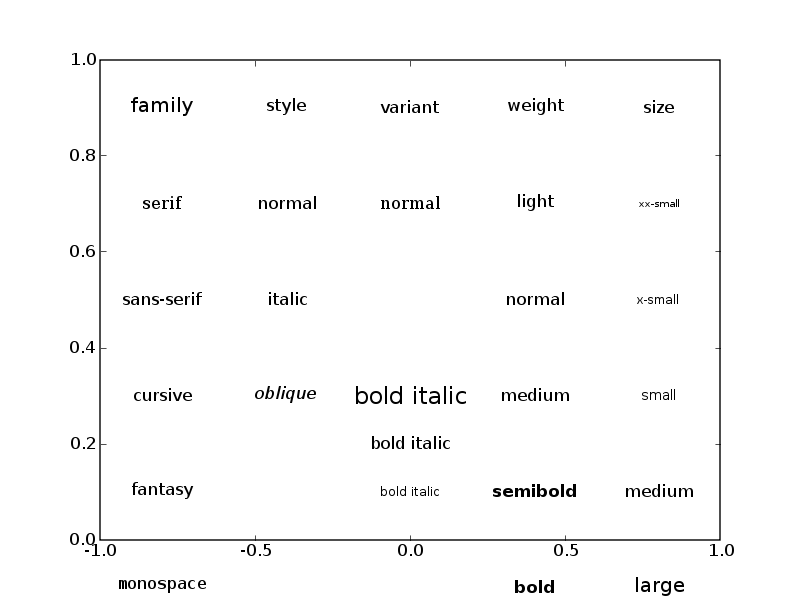 1.0
family style variant weight size
0.8
serif normal normal light xx-small
0.6
sans-serif italic normal x-small
0.4
cursive oblique bold italic medium small
0.2
bold italic
fantasy bold italic semibold medium
0.0
-1.0 -0.5 0.0 0.5 1.0
monospace bold large